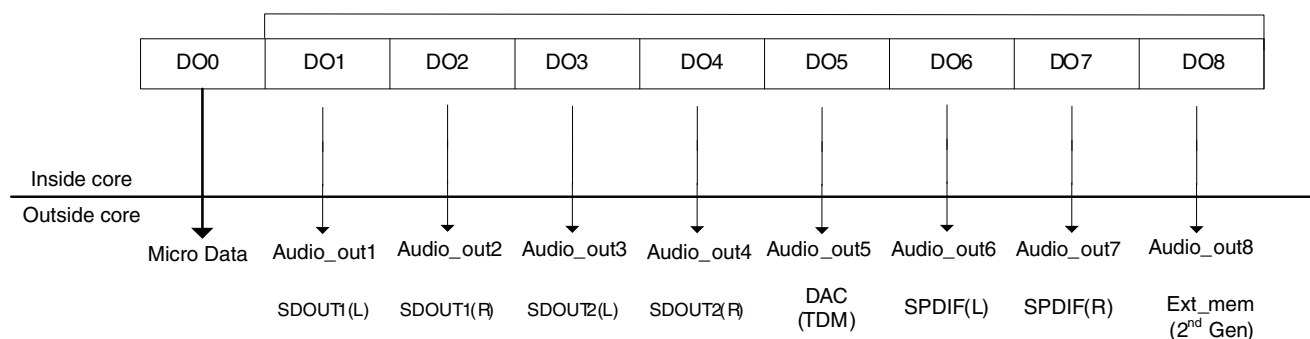 DO0 DO1 DO2 DO3 DO4 DO5 DO6 DO7 DO8
Inside core
Outside core
Micro Data Audio_out1 Audio_out2 Audio_out3 Audio_out4 Audio_out5 Audio_out6 Audio_out7 Audio_out8
SDOUT1(L) SDOUT1(R) SDOUT2(L) SDOUT2(R) DAC SPDIF(L) SPDIF(R) Ext_mem
(TDM) (2nd Gen)